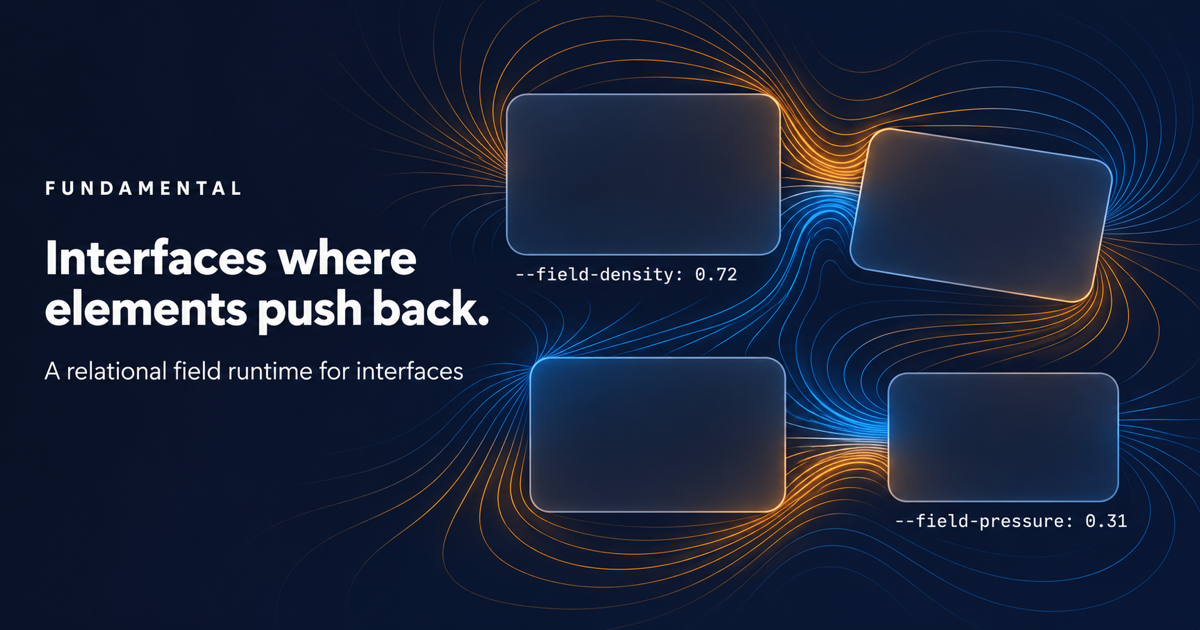 FUNDAMENTAL
Interfaces where
elements push back.
A relational field runtime for interfaces
--field-density: 0.72
--field-pressure: 0.31